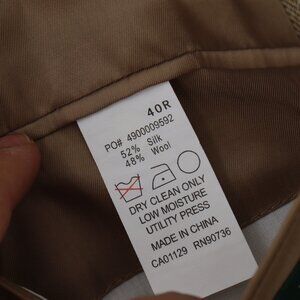 40R
PO# 4900009592
52% Silk
48% Wool
DRY CLEAN ONLY
LOW MOISTURE
UTILITY PRESS
MADE IN CHINA
CA01129 RN90736